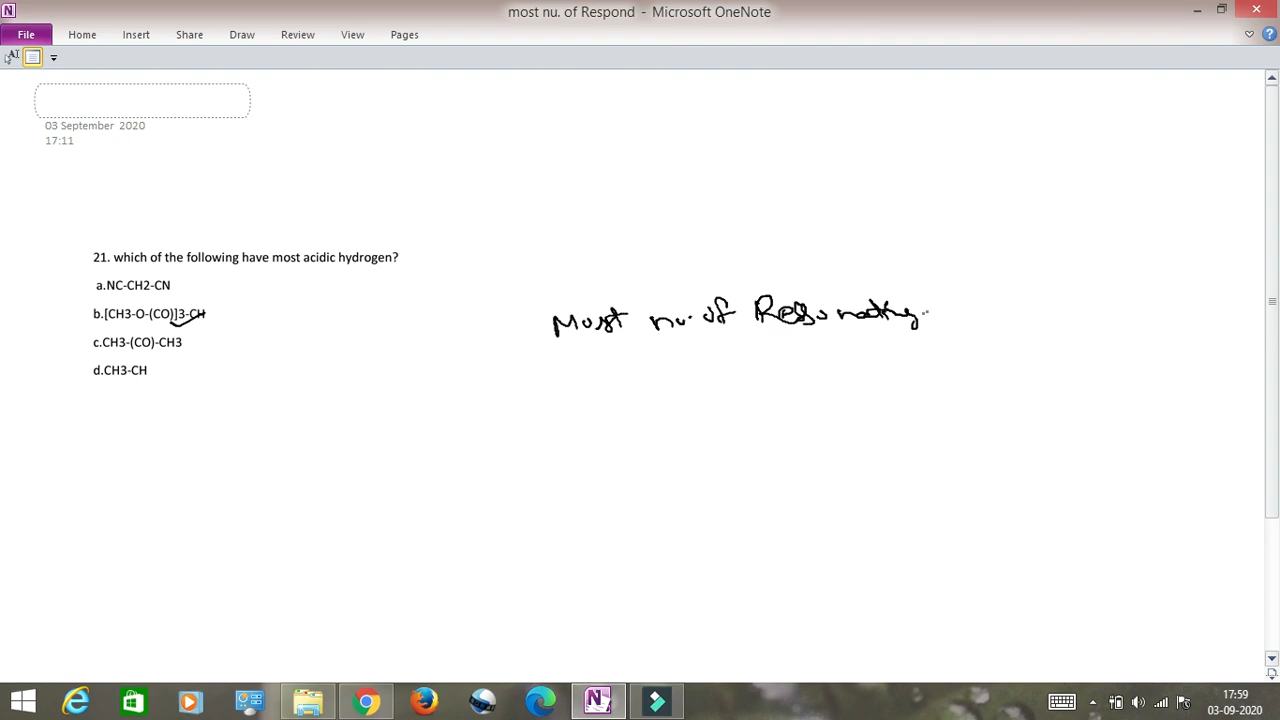 most nu. of Respond - Microsoft OneNote
File Home Insert Share Draw Review View Pages
03 September 2020
17:11
21. which of the following have most acidic hydrogen?
a.NC-CH2-CN
b.[CH3-O-(CO)]3-CH
Most nu. of
c.CH3-(CO)-CH3
d.CH3-CH
17:59
03-09-2020